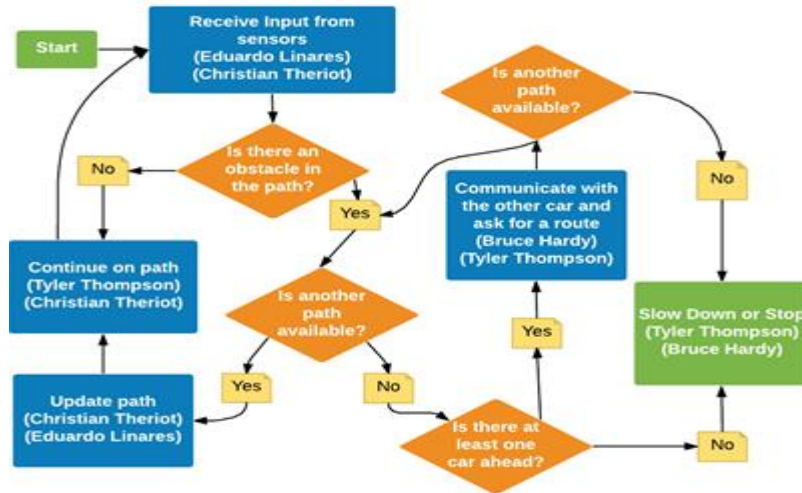 Start
Receive Input from
sensors
(Eduardo Linares)
(Christian Theriot)
Is there an
obstacle in
the path?
No
Yes
Continue on path
(Tyler Thompson)
(Christian Theriot)
Is another
path
available?
Yes
No
Update path
(Christian Theriot)
(Eduardo Linares)
Is there at
least one
car ahead?
Yes
No
Communicate with
the other car and
ask for a route
(Bruce Hardy)
(Tyler Thompson)
Is another
path
available?
No
Slow Down or Stop
(Tyler Thompson)
(Bruce Hardy)